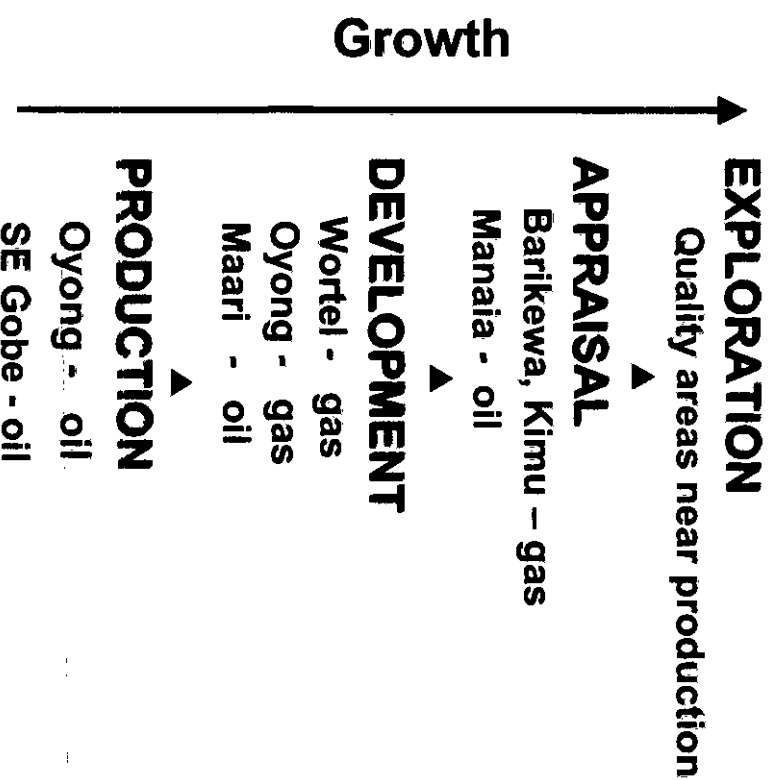 Growth
EXPLORATION
Quality areas near production
APPRAISAL
Barikewa, Kimu – gas
Manaia - oil
DEVELOPMENT
Wortel - gas
Oyong - gas
Maari - oil
PRODUCTION
Oyong - oil
SE Gobe - oil